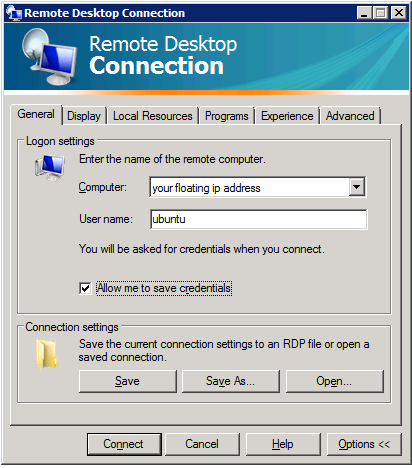 Remote Desktop Connection
Remote Desktop
Connection
General Display Local Resources Programs Experience Advanced
Logon settings
Enter the name of the remote computer.
Computer: your floating ip address
User name: ubuntu
You will be asked for credentials when you connect.
Allow me to save credentials
Connection settings
Save the current connection settings to an RDP file or open a
saved connection.
Save Save As... Open...
Connect Cancel Help Options <<